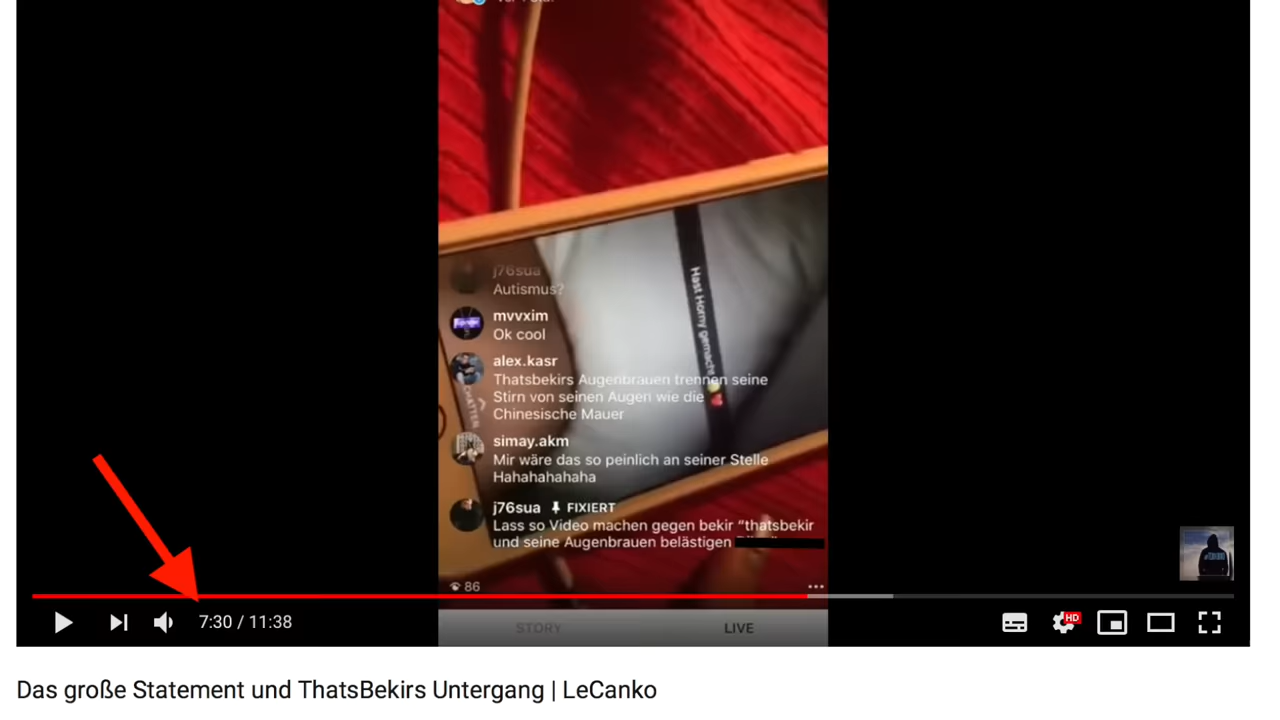 j76sua
Autismus?
mvvxim
Ok cool
alex.kasr
Thatsbekirs Augenbrauen trennen seine
Stirn von seinen Augen wie die
Chinesische Mauer
simay.akm
Mir wäre das so peinlich an seiner Stelle
Hahahahahaha
j76sua FIXIERT
Lass so Video machen gegen bekir “thatsbekir
und seine Augenbrauen belästigen
Hast Horny gemacht
CHATTEN
86
STORY LIVE
7:30 / 11:38
HD
Das große Statement und ThatsBekirs Untergang | LeCanko